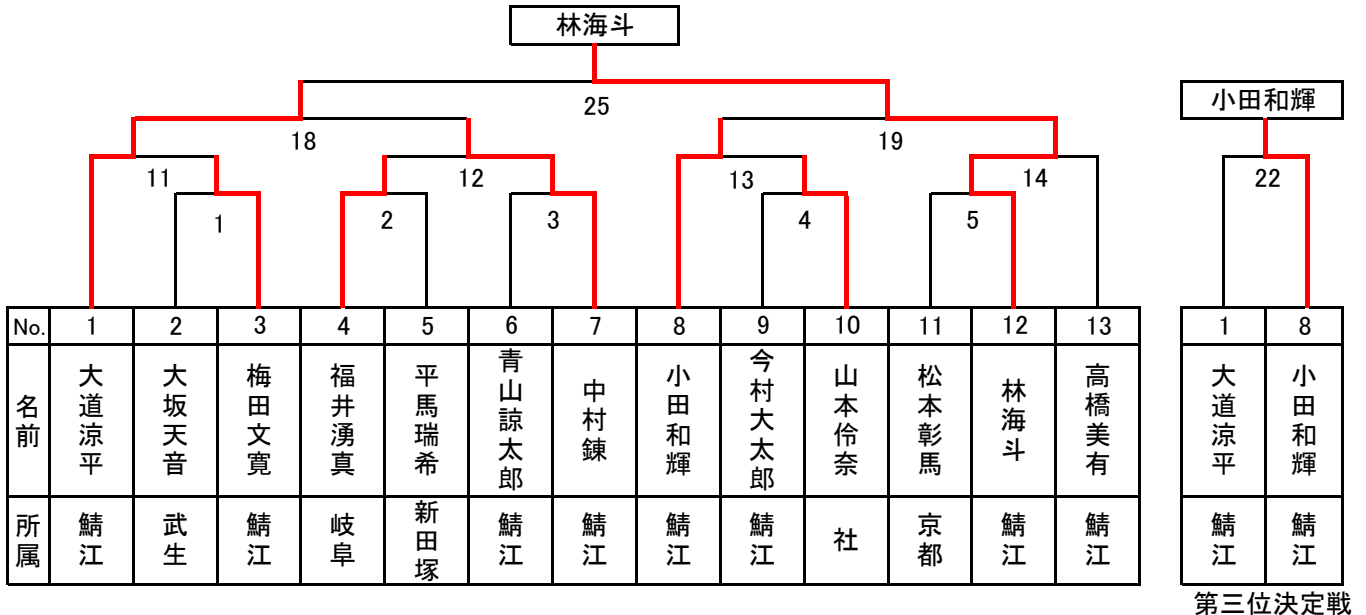 林海斗
25
小田和輝
18
19
11
12
13
14
22
1
2
3
4
5
No. 1 2 3 4 5 6 7 8 9 10 11 12 13
1 8
名前
大道涼平
大坂天音
梅田文寛
福井湧真
平馬瑞希
青山諒太郎
中村錬
小田和輝
今村大太郎
山本伶奈
松本彰馬
林海斗
高橋美有
大道涼平
小田和輝
所属
鯖江
武生
鯖江
岐阜
新田塚
鯖江
鯖江
鯖江
鯖江
社
京都
鯖江
鯖江
鯖江
鯖江
第三位決定戦